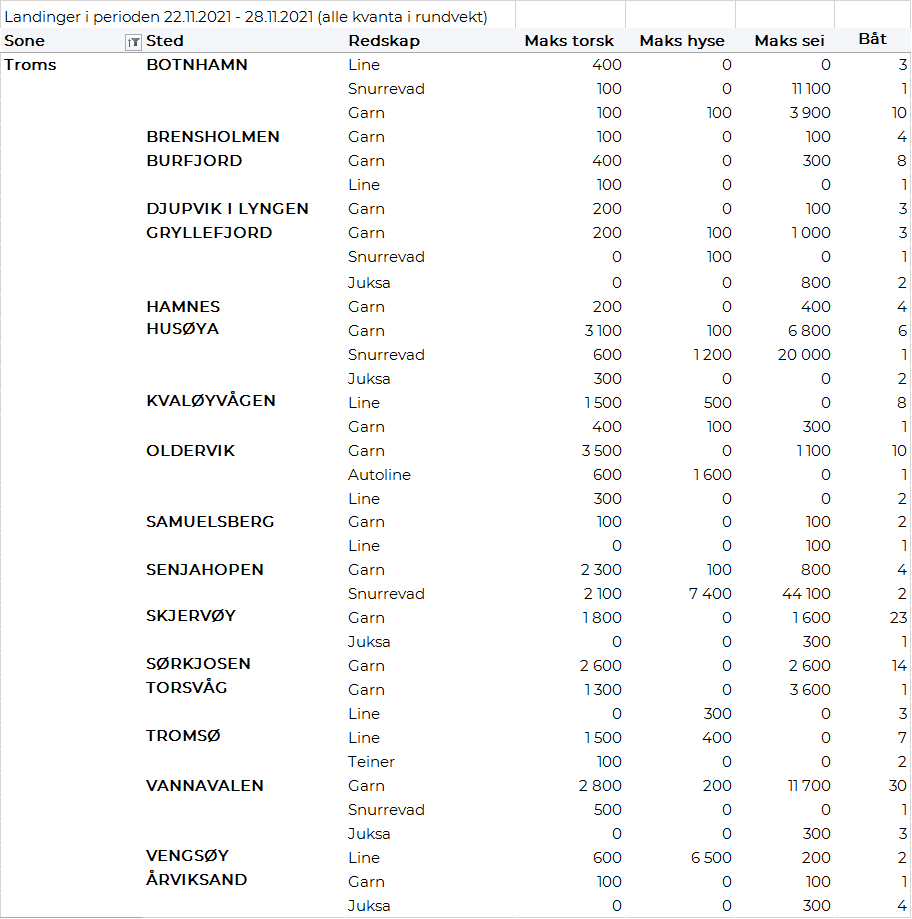 Landinger i perioden 22.11.2021 - 28.11.2021 (alle kvanta i rundvekt)
Sone Sted Redskap Maks torsk Maks hyse Maks sei Båt
Troms BOTNHAMN Line 400 0 0 3
Snurrevad 100 0 11 100 1
Garn 100 100 3 900 10
BRENSHOLMEN Garn 100 0 100 4
BURFJORD Garn 400 0 300 8
Line 100 0 0 1
DJUPVIK I LYNGEN Garn 200 0 100 3
GRYLLEFJORD Garn 200 100 1 000 3
Snurrevad 0 100 0 1
Juksa 0 0 800 2
HAMNES Garn 200 0 400 4
HUSØYA Garn 3 100 100 6 800 6
Snurrevad 600 1 200 20 000 1
Juksa 300 0 0 2
KVALØYVÅGEN Line 1 500 500 0 8
Garn 400 100 300 1
OLDERVIK Garn 3 500 0 1 100 10
Autoline 600 1 600 0 1
Line 300 0 0 2
SAMUELSBERG Garn 100 0 100 2
Line 0 0 100 1
SENJAHOPEN Garn 2 300 100 800 4
Snurrevad 2 100 7 400 44 100 2
SKJERVØY Garn 1 800 0 1 600 23
Juksa 0 0 300 1
SØRKJOSEN Garn 2 600 0 2 600 14
TORSVÅG Garn 1 300 0 3 600 1
Line 0 300 0 3
TROMSØ Line 1 500 400 0 7
Teiner 100 0 0 2
VANNAVALEN Garn 2 800 200 11 700 30
Snurrevad 500 0 0 1
Juksa 0 0 300 3
VENGSØY Line 600 6 500 200 2
ÅRVIKSAND Garn 100 0 100 1
Juksa 0 0 300 4